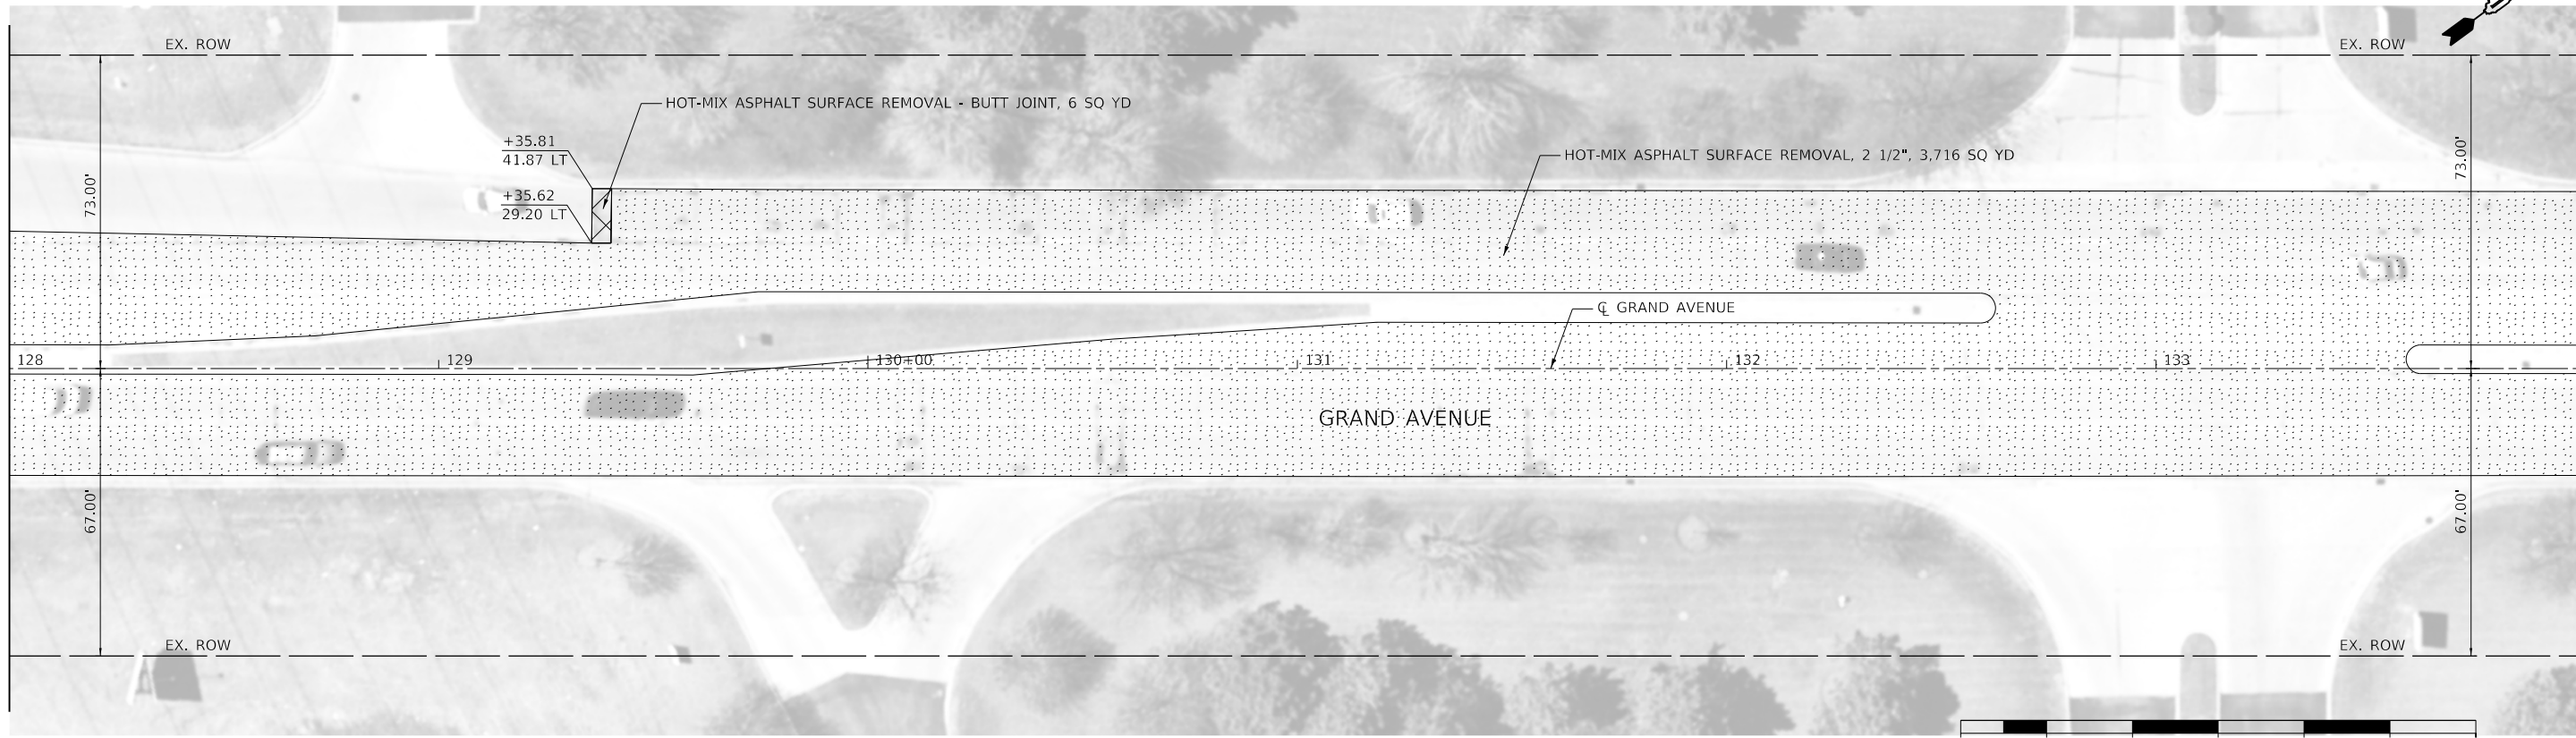 EX. ROW
EX. ROW
HOT-MIX ASPHALT SURFACE REMOVAL - BUTT JOINT, 6 SQ YD
+35.81
41.87 LT
HOT-MIX ASPHALT SURFACE REMOVAL, 2 1/2", 3,716 SQ YD
73.00'
73.00'
+35.62
29.20 LT
℄ GRAND AVENUE
128
129
130+00
131
132
133
GRAND AVENUE
67.00'
67.00'
EX. ROW
EX. ROW